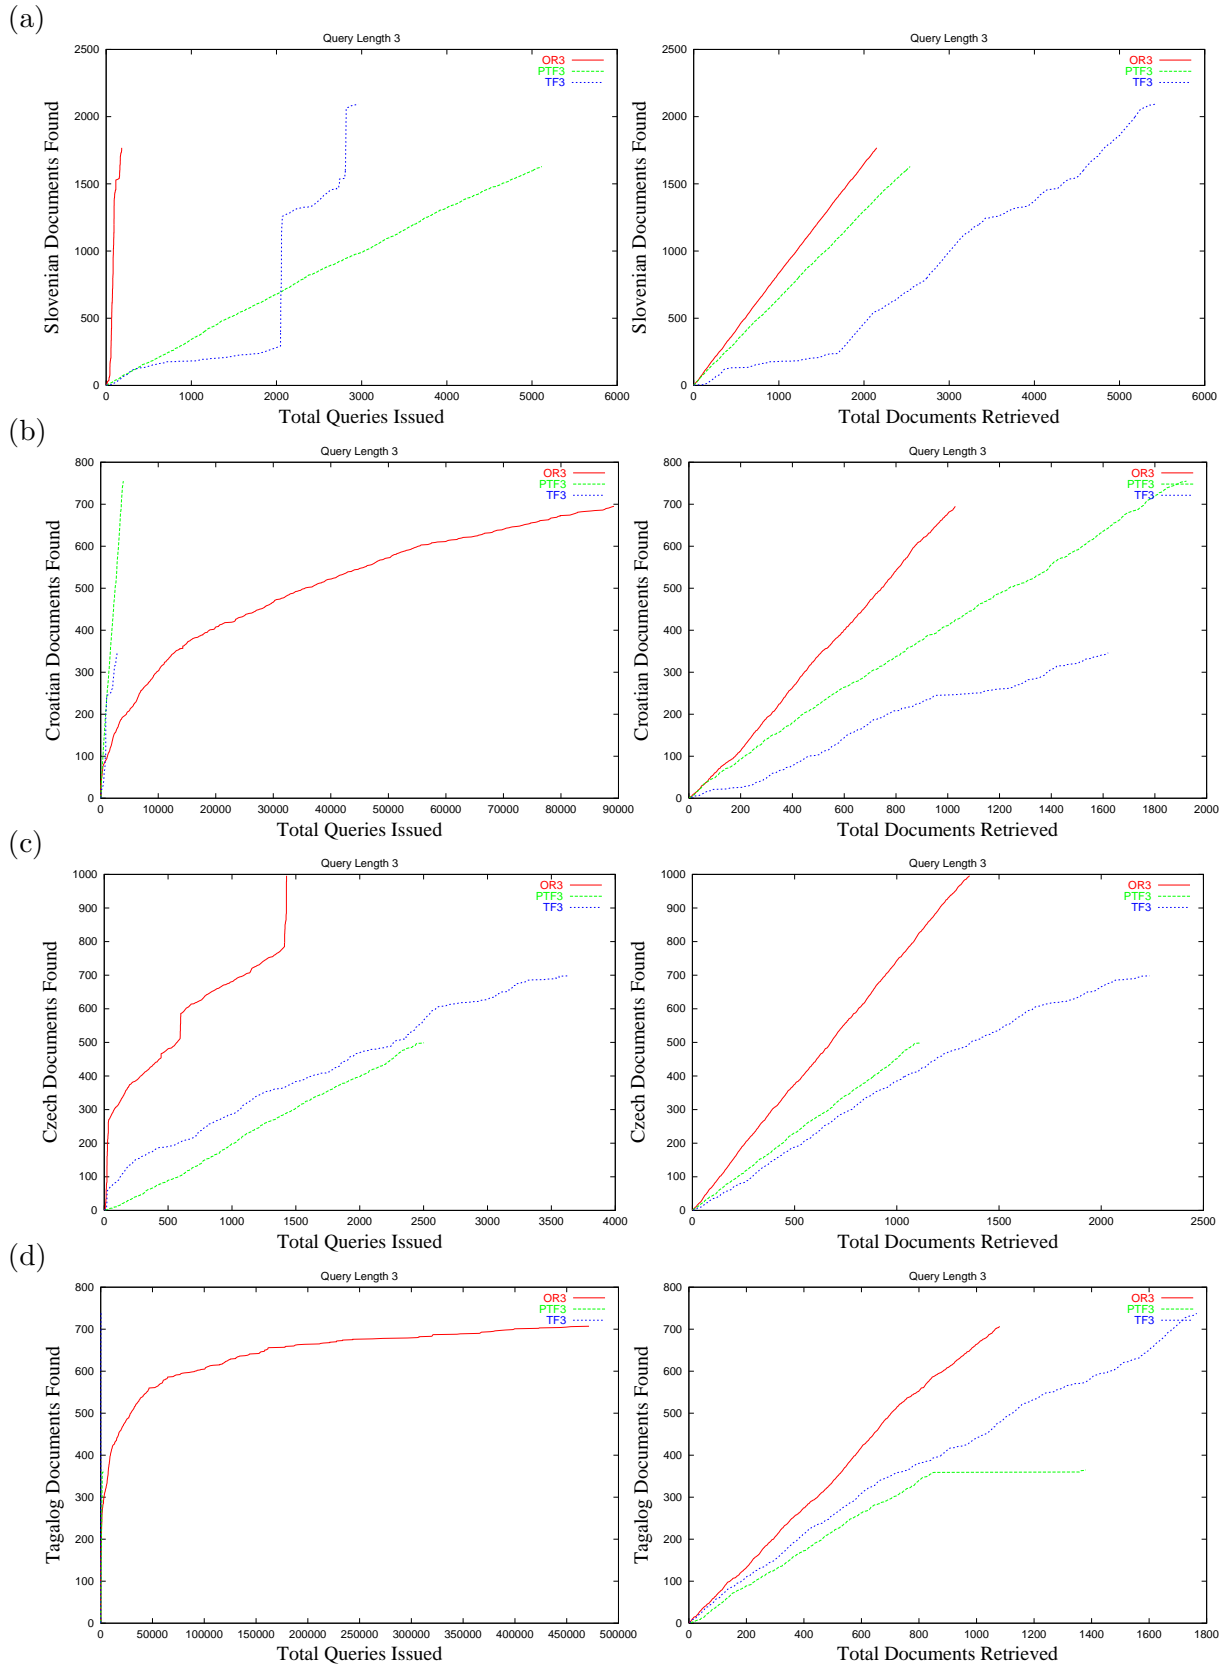 (a)
Query Length 3
OR3
PTF3
TF3
Slovenian Documents Found
2500
2000
1500
1000
500
0
0 1000 2000 3000 4000 5000 6000
Total Queries Issued
Query Length 3
OR3
PTF3
TF3
Slovenian Documents Found
2500
2000
1500
1000
500
0
0 1000 2000 3000 4000 5000 6000
Total Documents Retrieved
(b)
Query Length 3
OR3
PTF3
TF3
Croatian Documents Found
800
700
600
500
400
300
200
100
0
0 10000 20000 30000 40000 50000 60000 70000 80000 90000
Total Queries Issued
Query Length 3
OR3
PTF3
TF3
Croatian Documents Found
800
700
600
500
400
300
200
100
0
0 200 400 600 800 1000 1200 1400 1600 1800 2000
Total Documents Retrieved
(c)
Query Length 3
OR3
PTF3
TF3
Czech Documents Found
1000
900
800
700
600
500
400
300
200
100
0
0 500 1000 1500 2000 2500 3000 3500 4000
Total Queries Issued
Query Length 3
OR3
PTF3
TF3
Czech Documents Found
1000
900
800
700
600
500
400
300
200
100
0
0 500 1000 1500 2000 2500
Total Documents Retrieved
(d)
Query Length 3
OR3
PTF3
TF3
Tagalog Documents Found
800
700
600
500
400
300
200
100
0
0 50000 100000 150000 200000 250000 300000 350000 400000 450000 500000
Total Queries Issued
Query Length 3
OR3
PTF3
TF3
Tagalog Documents Found
800
700
600
500
400
300
200
100
0
0 200 400 600 800 1000 1200 1400 1600 1800
Total Documents Retrieved